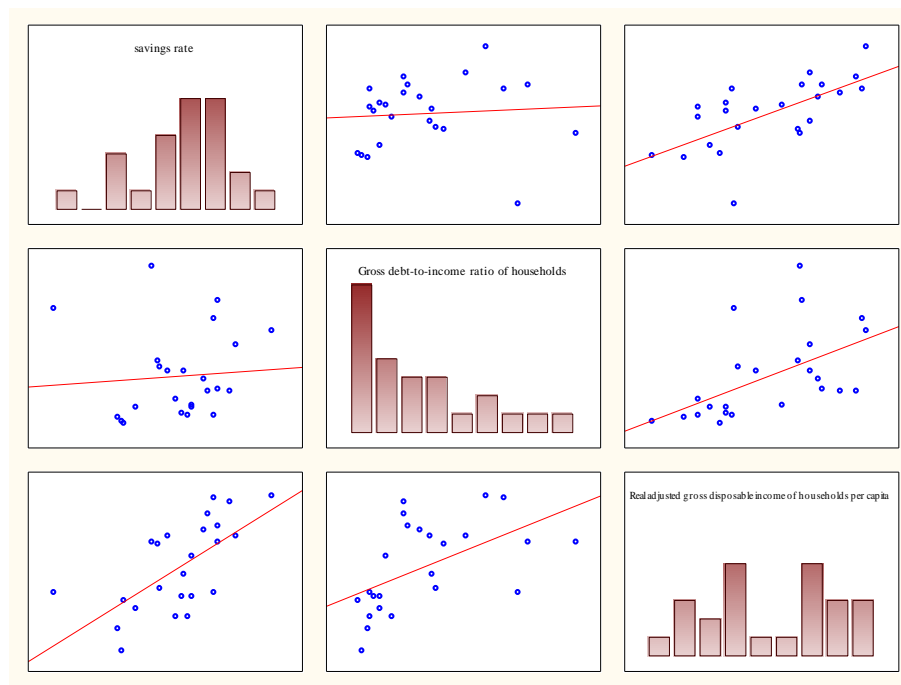 savings rate
Gross debt-to-income ratio of households
Real adjusted gross disposable income of households per capita